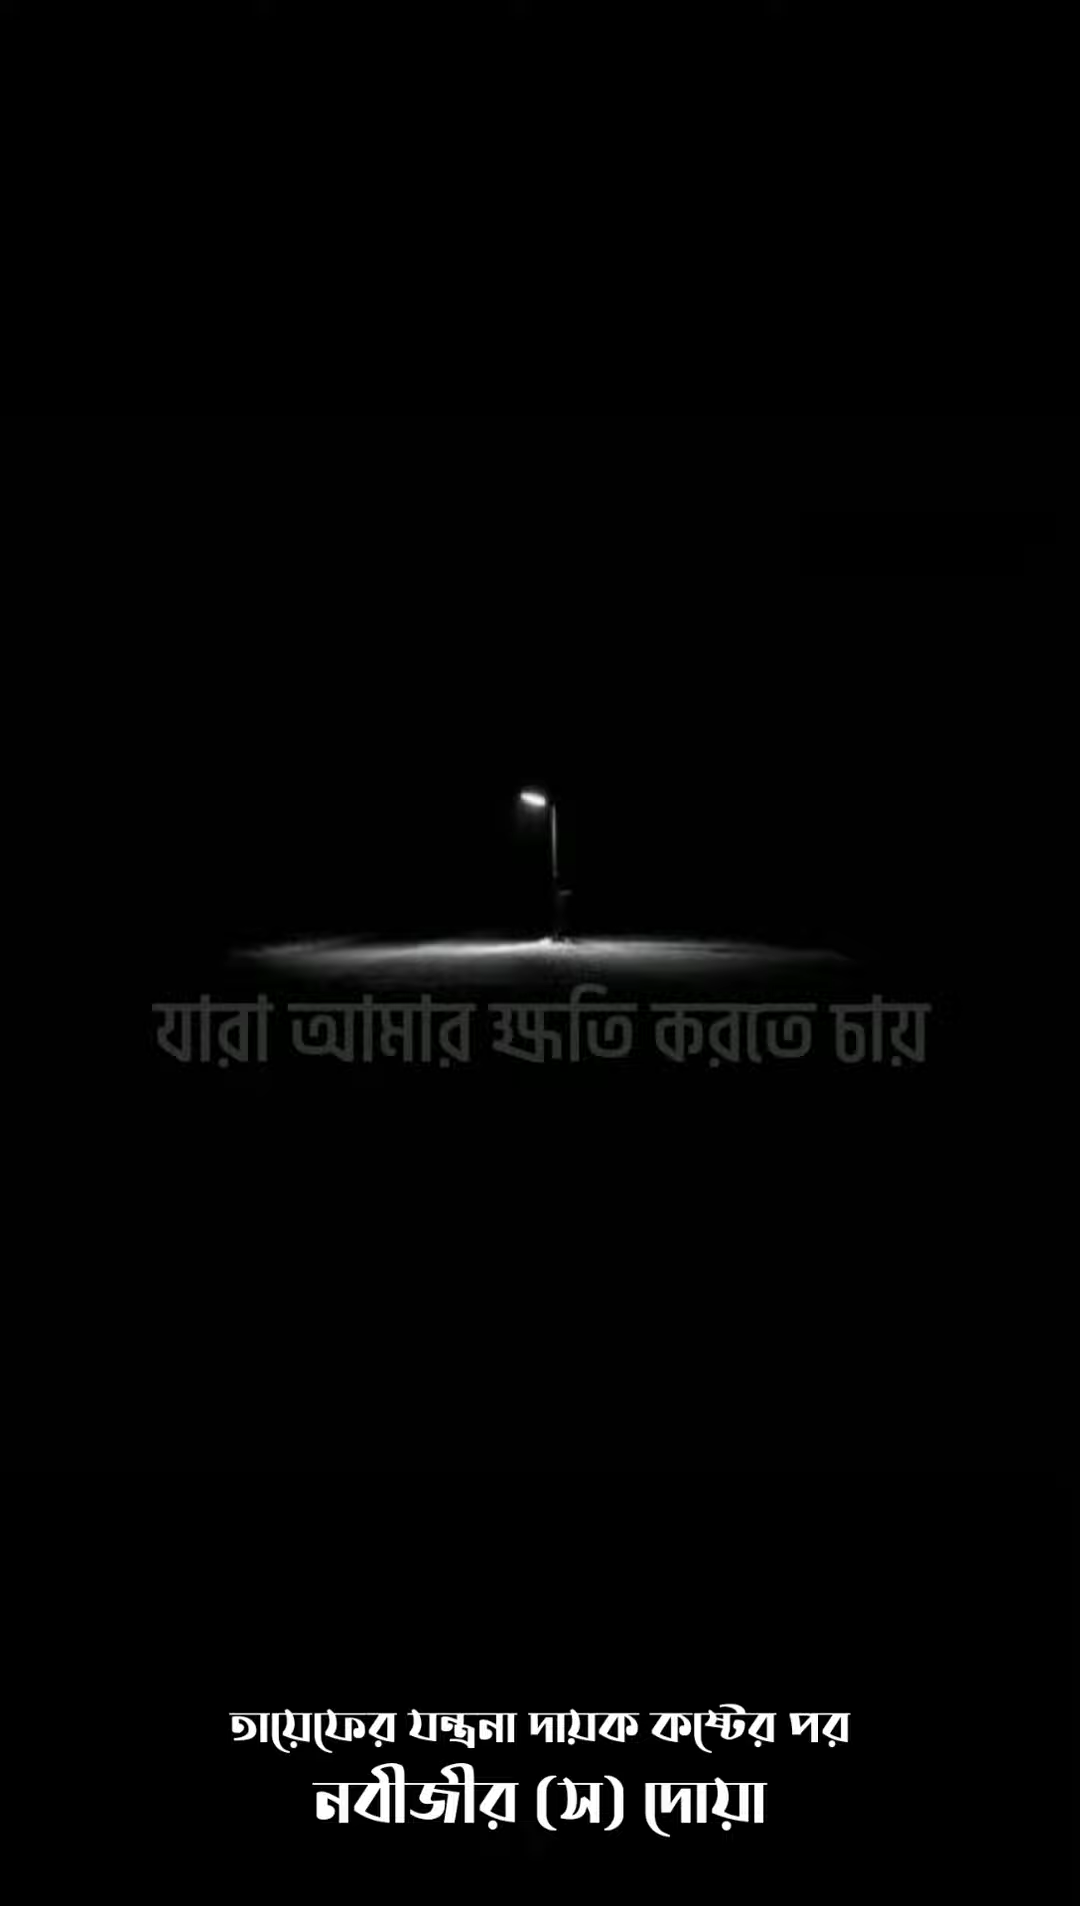 যারা আমার ক্ষতি করতে চায়
তায়েফের যন্ত্রনা দায়ক কষ্টের পর
নবীজীর (স) দোয়া